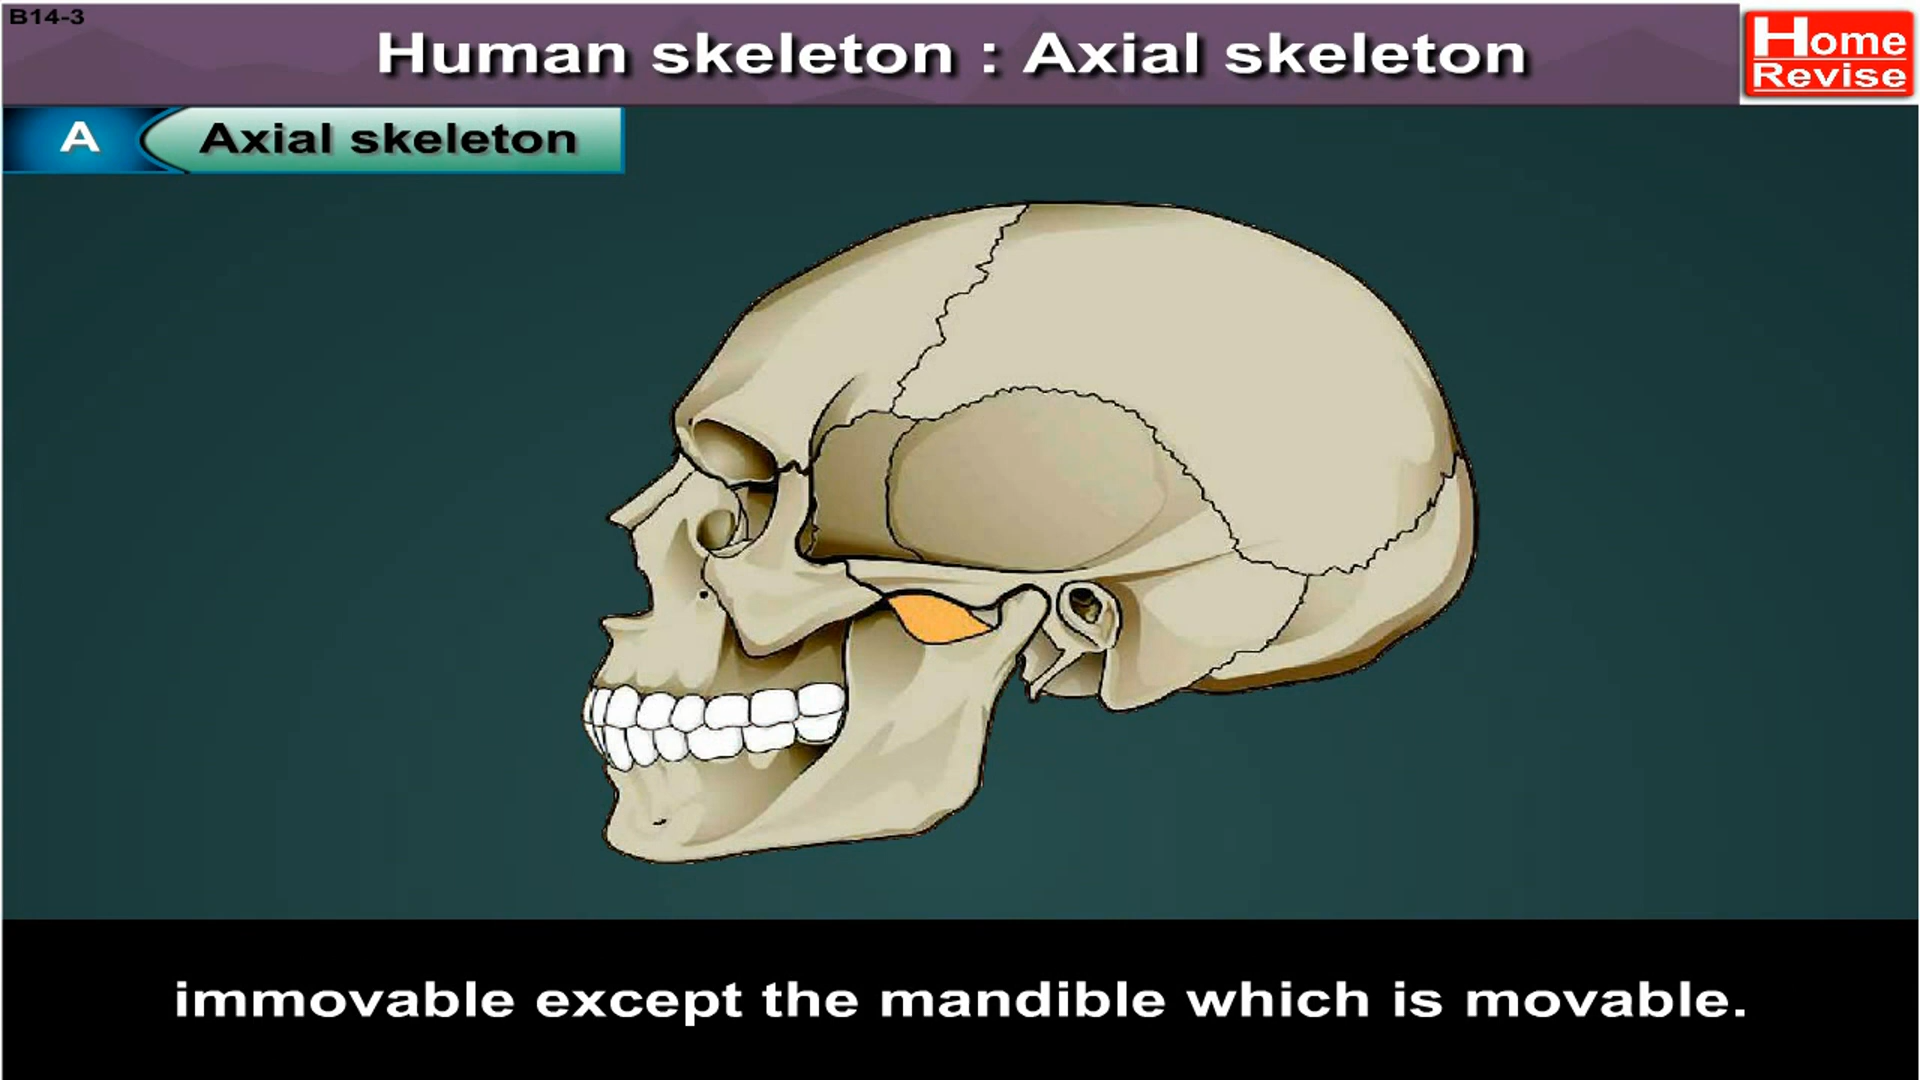 B14-3
Human skeleton : Axial skeleton
Home
Revise
A
Axial skeleton
immovable except the mandible which is movable.